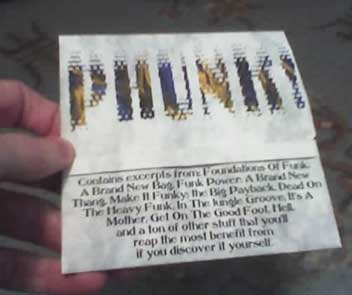 PHUNK!
Contains excerpts from: Foundations Of Funk:
A Brand New Bag, Funk Power: A Brand New
Thang, Make It Funky: the Big Payback, Dead On
The Heavy Funk, In The Jungle Groove, It's A
Mother, Get On The Good Foot, Hell,
and a ton of other stuff that you'll
reap the most benefit from
if you discover it yourself.